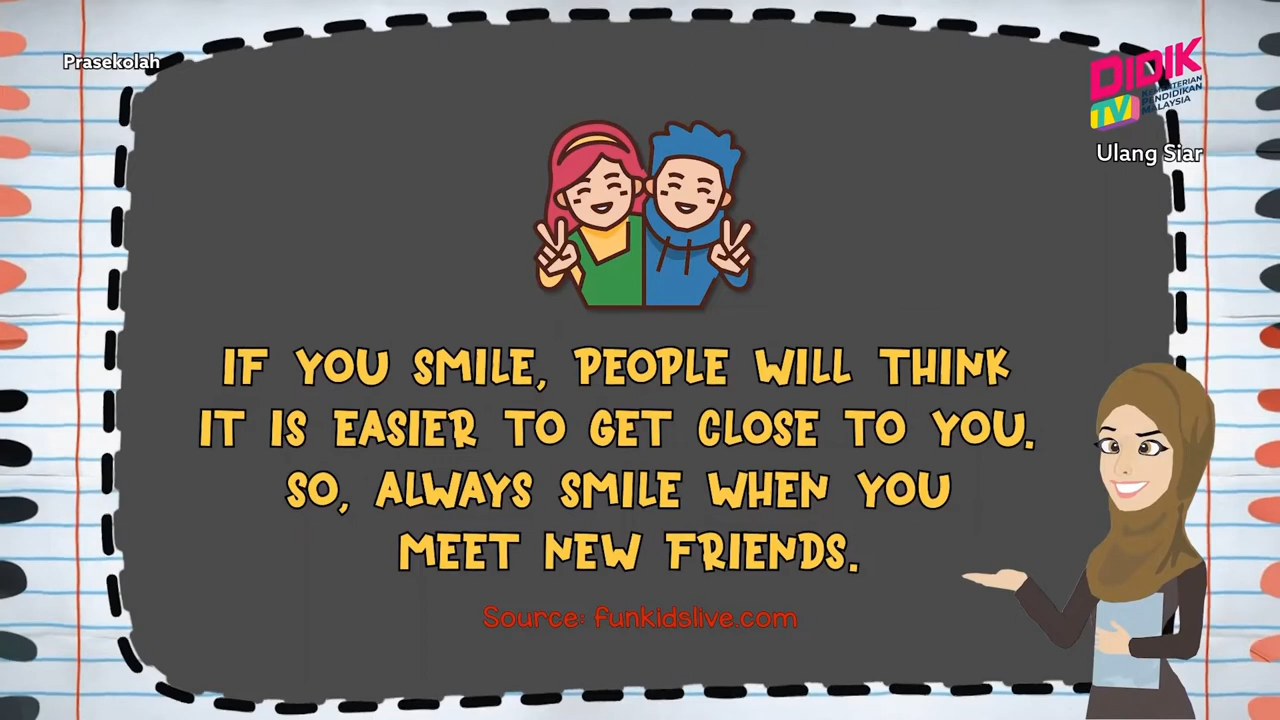 Prasekolah
DIDIK
TV
KEMENTERIAN
PENDIDIKAN
MALAYSIA
Ulang Siar
IF YOU SMILE, PEOPLE WILL THINK
IT IS EASIER TO GET CLOSE TO YOU.
SO, ALWAYS SMILE WHEN YOU
MEET NEW FRIENDS.
Source: funkidslive.com